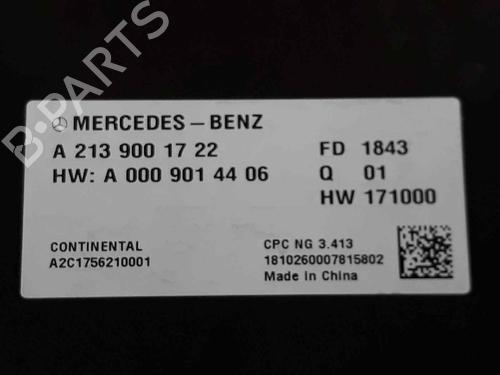 B-PARTS
MERCEDES-BENZ
A 213 900 17 22 FD 1843
HW: A 000 901 44 06 Q 01
HW 171000
CONTINENTAL CPC NG 3.413
A2C1756210001 1810260007815802
Made in China